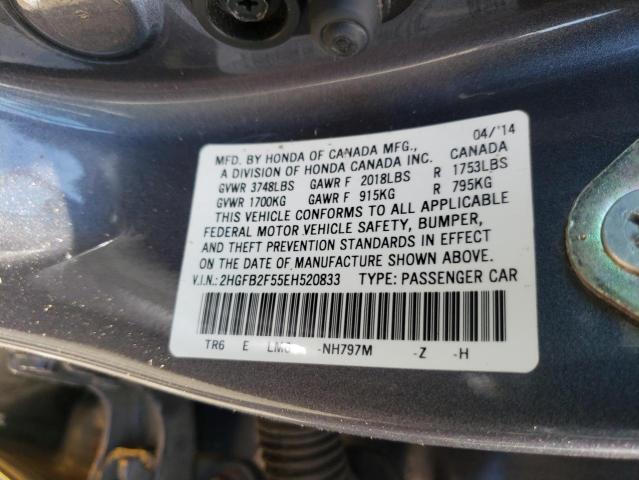 04/'14
MFD. BY HONDA OF CANADA MFG.,
A DIVISION OF HONDA CANADA INC. CANADA
GVWR 3748LBS GAWR F 2018LBS R 1753LBS
GVWR 1700KG GAWR F 915KG R 795KG
THIS VEHICLE CONFORMS TO ALL APPLICABLE
FEDERAL MOTOR VEHICLE SAFETY, BUMPER,
AND THEFT PREVENTION STANDARDS IN EFFECT
ON THE DATE OF MANUFACTURE SHOWN ABOVE.
V.I.N.: 2HGFB2F55EH520833 TYPE: PASSENGER CAR
TR6 E -NH797M -Z -H